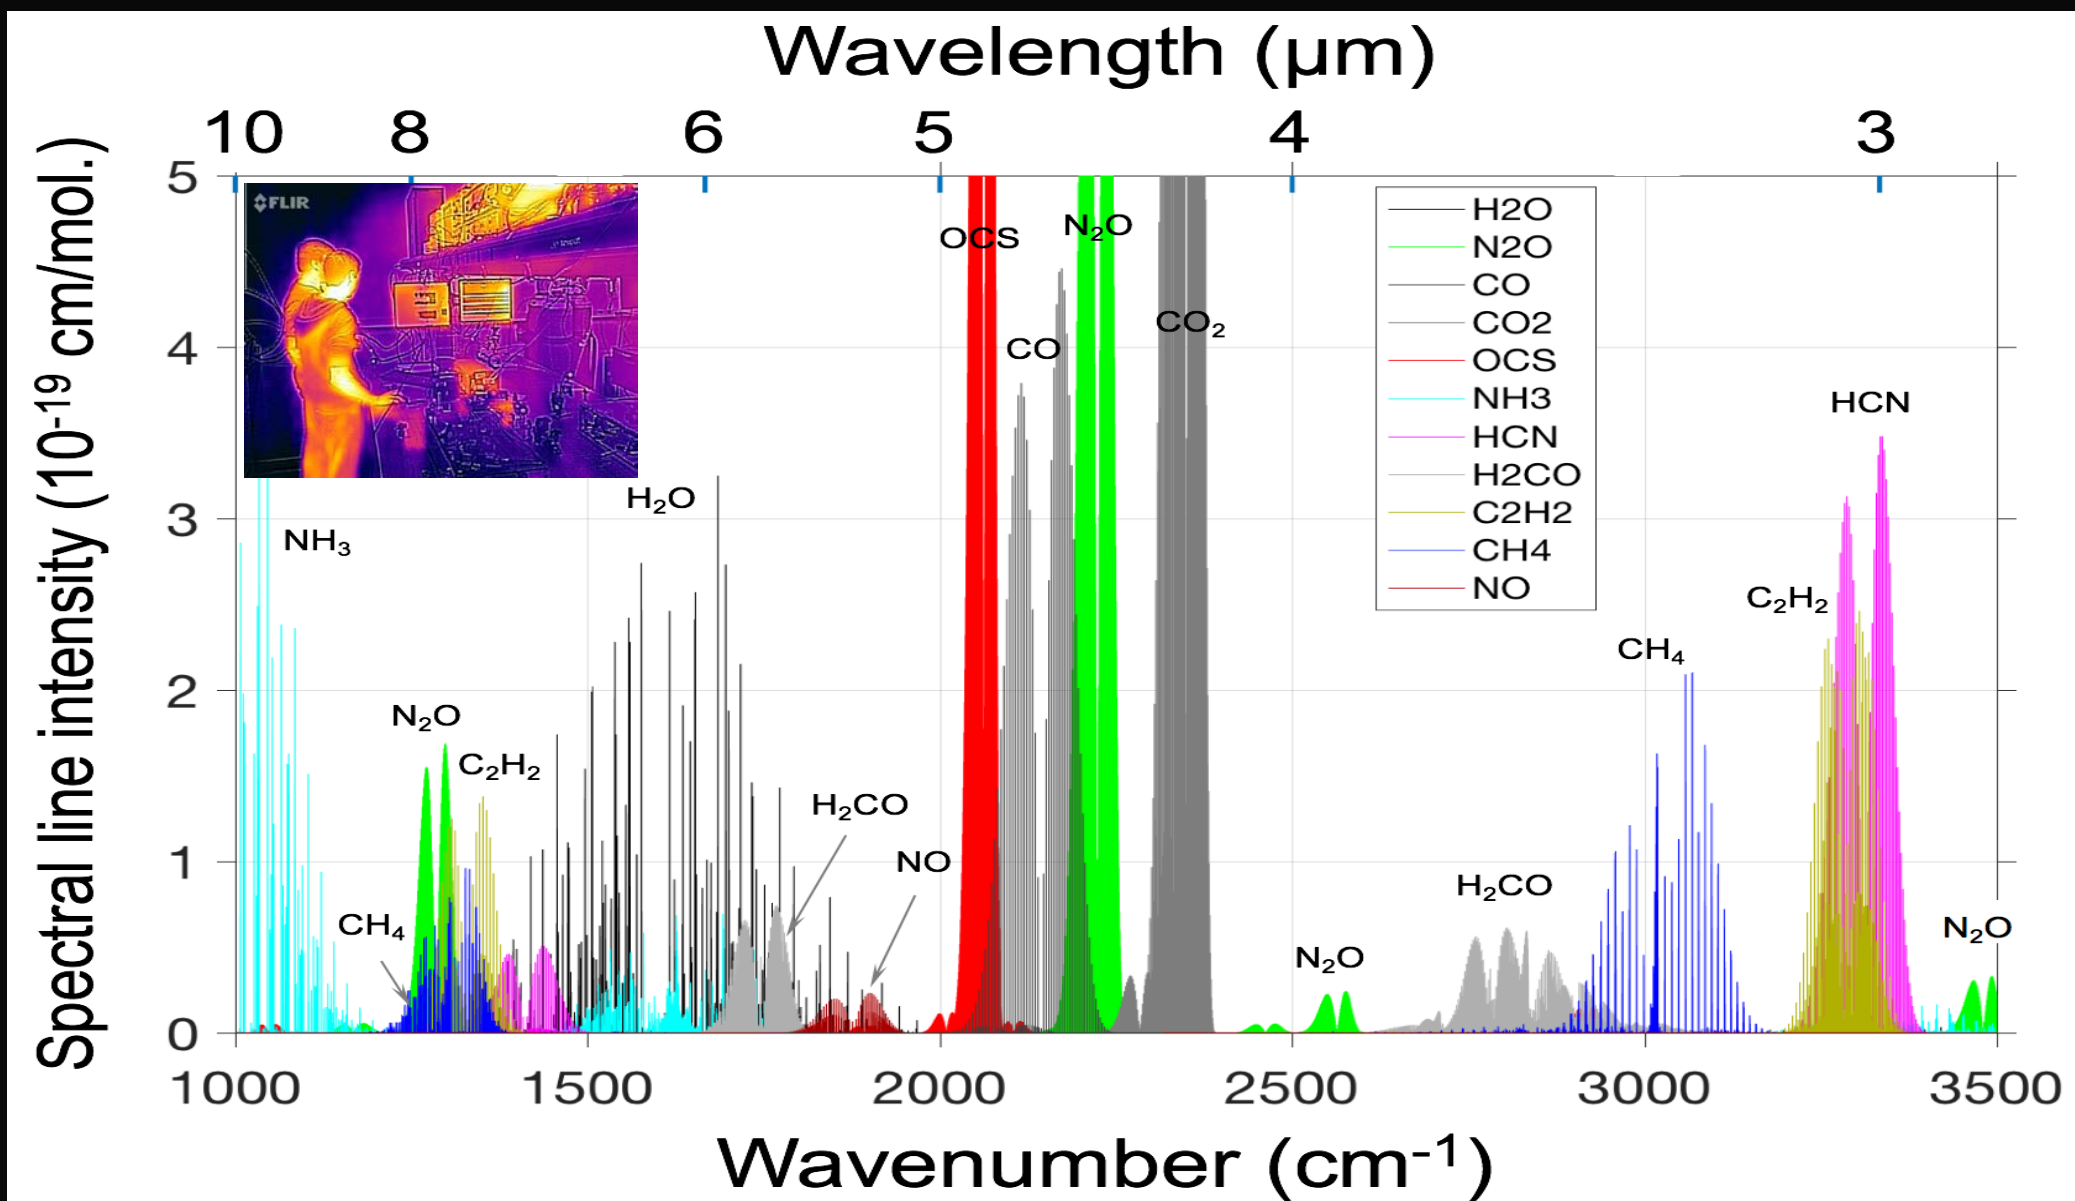 Wavelength (µm)
10 8 6 5 4 3
Spectral line intensity (10⁻¹⁹ cm/mol.)
5
4
3
2
1
0
FLIR
OCS
N₂O
CO
CO₂
H2O
N2O
CO
CO2
OCS
NH3
HCN
H2CO
C2H2
CH4
NO
HCN
H₂O
NH₃
C₂H₂
CH₄
N₂O
C₂H₂
H₂CO
NO
H₂CO
CH₄
N₂O
N₂O
1000 1500 2000 2500 3000 3500
Wavenumber (cm⁻¹)